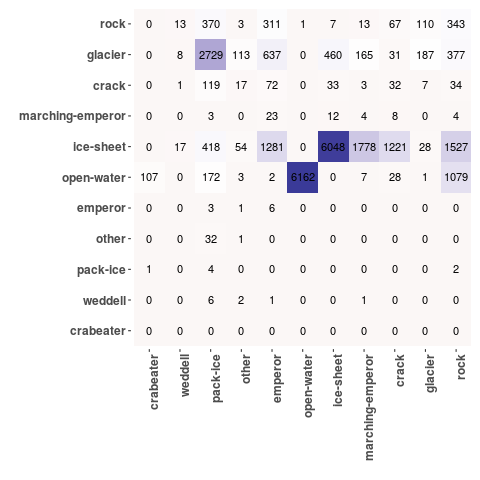 rock 0 13 370 3 311 1 7 13 67 110 343
glacier 0 8 2729 113 637 0 460 165 31 187 377
crack 0 1 119 17 72 0 33 3 32 7 34
marching-emperor 0 0 3 0 23 0 12 4 8 0 4
ice-sheet 0 17 418 54 1281 0 6048 1778 1221 28 1527
open-water 107 0 172 3 2 6162 0 7 28 1 1079
emperor 0 0 3 1 6 0 0 0 0 0 0
other 0 0 32 1 0 0 0 0 0 0 0
pack-ice 1 0 4 0 0 0 0 0 0 0 2
weddell 0 0 6 2 1 0 0 1 0 0 0
crabeater 0 0 0 0 0 0 0 0 0 0 0
crabeater weddell pack-ice other emperor open-water ice-sheet marching-emperor crack glacier rock